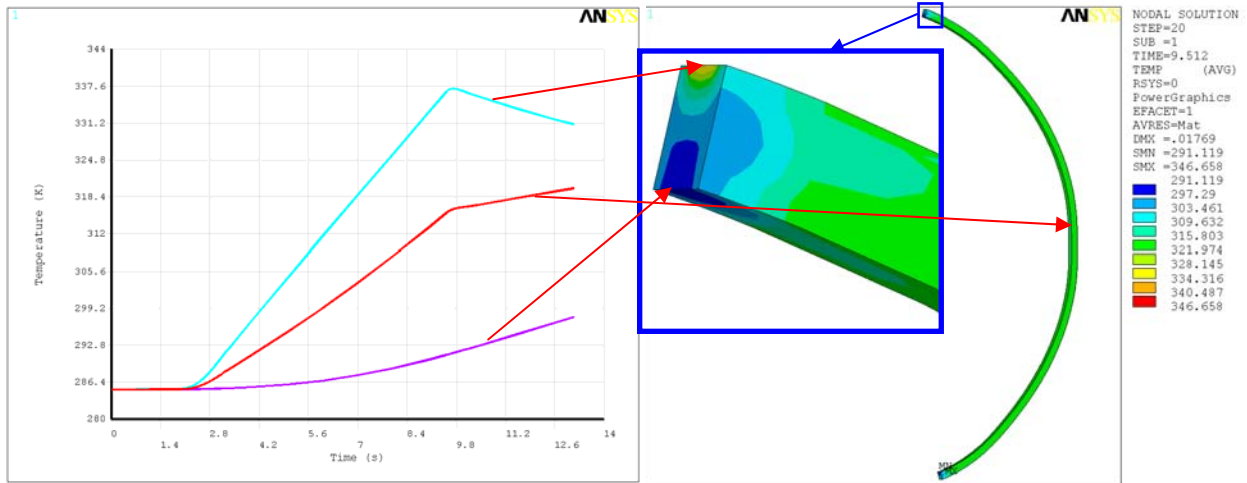 1
ANSYS
344
337.6
331.2
324.8
318.4
312
305.6
299.2
292.8
286.4
280
Temperature (K)
0 2.8 5.6 8.4 11.2 14
1.4 4.2 7 9.8 12.6
Time (s)
1
ANSYS
MN
NODAL SOLUTION
STEP=20
SUB =1
TIME=9.512
TEMP (AVG)
RSYS=0
PowerGraphics
EFACET=1
AVRES=Mat
DMX =.01769
SMN =291.119
SMX =346.658
291.119
297.29
303.461
309.632
315.803
321.974
328.145
334.316
340.487
346.658